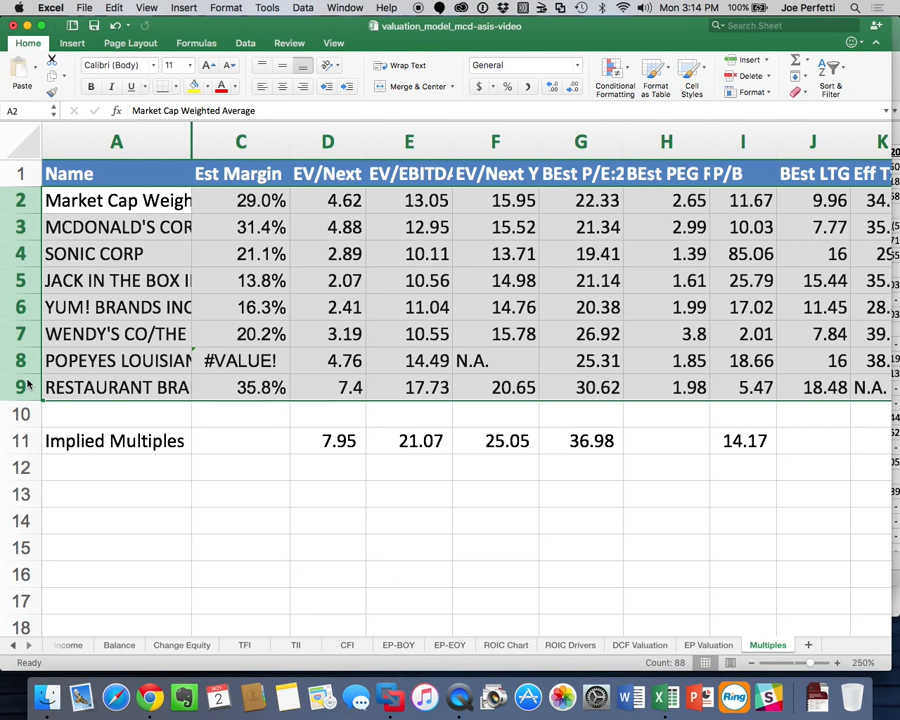 Excel File Edit View Insert Format Tools Data Window Help 100% Mon 3:14 PM Joe Perfetti
valuation_model_mcd-asis-video
Search Sheet
Home Insert Page Layout Formulas Data Review View
Paste
Calibri (Body) 11 A A
B I U A
Wrap Text
Merge & Center
General
$ % ,
Conditional Formatting
Format as Table
Cell Styles
Insert
Delete
Format
Sort & Filter
A2 fx Market Cap Weighted Average
A C D E F G H I J K
1 Name Est Margin EV/Next EV/EBITDA EV/Next Y BEst P/E:2 BEst PEG P/B BEst LTG Eff T
2 Market Cap Weigh 29.0% 4.62 13.05 15.95 22.33 2.65 11.67 9.96 34.
3 MCDONALD'S COR 31.4% 4.88 12.95 15.52 21.34 2.99 10.03 7.77 35.
4 SONIC CORP 21.1% 2.89 10.11 13.71 19.41 1.39 85.06 16 29
5 JACK IN THE BOX I 13.8% 2.07 10.56 14.98 21.14 1.61 25.79 15.44 35.
6 YUM! BRANDS INC 16.3% 2.41 11.04 14.76 20.38 1.99 17.02 11.45 28.
7 WENDY'S CO/THE 20.2% 3.19 10.55 15.78 26.92 3.8 2.01 7.84 39.
8 POPEYES LOUISIAN #VALUE! 4.76 14.49 N.A. 25.31 1.85 18.66 16 38.
9 RESTAURANT BRA 35.8% 7.4 17.73 20.65 30.62 1.98 5.47 18.48 N.A.
10
11 Implied Multiples 7.95 21.07 25.05 36.98 14.17
12
13
14
15
16
17
18
Income Balance Change Equity TFI TII CFI EP-BOY EP-EOY ROIC Chart ROIC Drivers DCF Valuation EP Valuation Multiples +
Ready Count: 88 250%
NOV 2 Ring